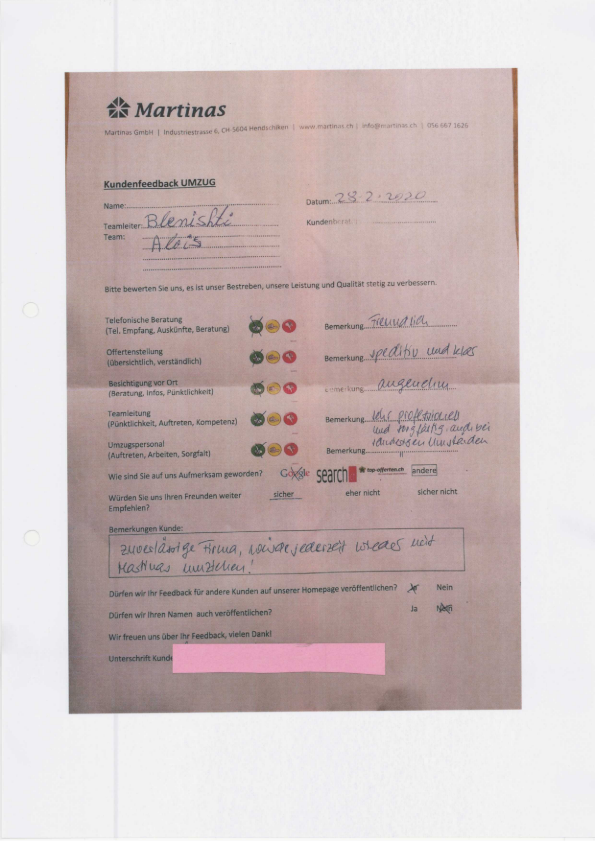 Martinas
Martinas GmbH | Industriestrasse 6, CH-5604 Hendschiken | www.martinas.ch | info@martinas.ch | 056 667 1626
Kundenfeedback UMZUG
Name: Datum: 28.2.2020
Teamleiter: Blenishti Kundenberat
Team: Alois
Bitte bewerten Sie uns, es ist unser Bestreben, unsere Leistung und Qualität stetig zu verbessern.
Telefonische Beratung
(Tel. Empfang, Auskünfte, Beratung) Bemerkung freundlich
Offertenstellung
(übersichtlich, verständlich) Bemerkung speditiv und klar
Besichtigung vor Ort
(Beratung, Infos, Pünktlichkeit) Bemerkung angenehm
Teamleitung
(Pünktlichkeit, Auftreten, Kompetenz) Bemerkung sehr professionell
und sorgfältig auch bei
Umzugspersonal
(Auftreten, Arbeiten, Sorgfalt) Bemerkung Umständen
Wie sind Sie auf uns Aufmerksam geworden? Google search top-offerten.ch andere
Würden Sie uns Ihren Freunden weiter sicher eher nicht sicher nicht
Empfehlen?
Bemerkungen Kunde:
zuverlässige Firma, würde jederzeit wieder mit
Martinas umziehen!
Dürfen wir Ihr Feedback für andere Kunden auf unserer Homepage veröffentlichen? Ja Nein
Dürfen wir Ihren Namen auch veröffentlichen? Ja Nein
Wir freuen uns über Ihr Feedback, vielen Dank!
Unterschrift Kunde